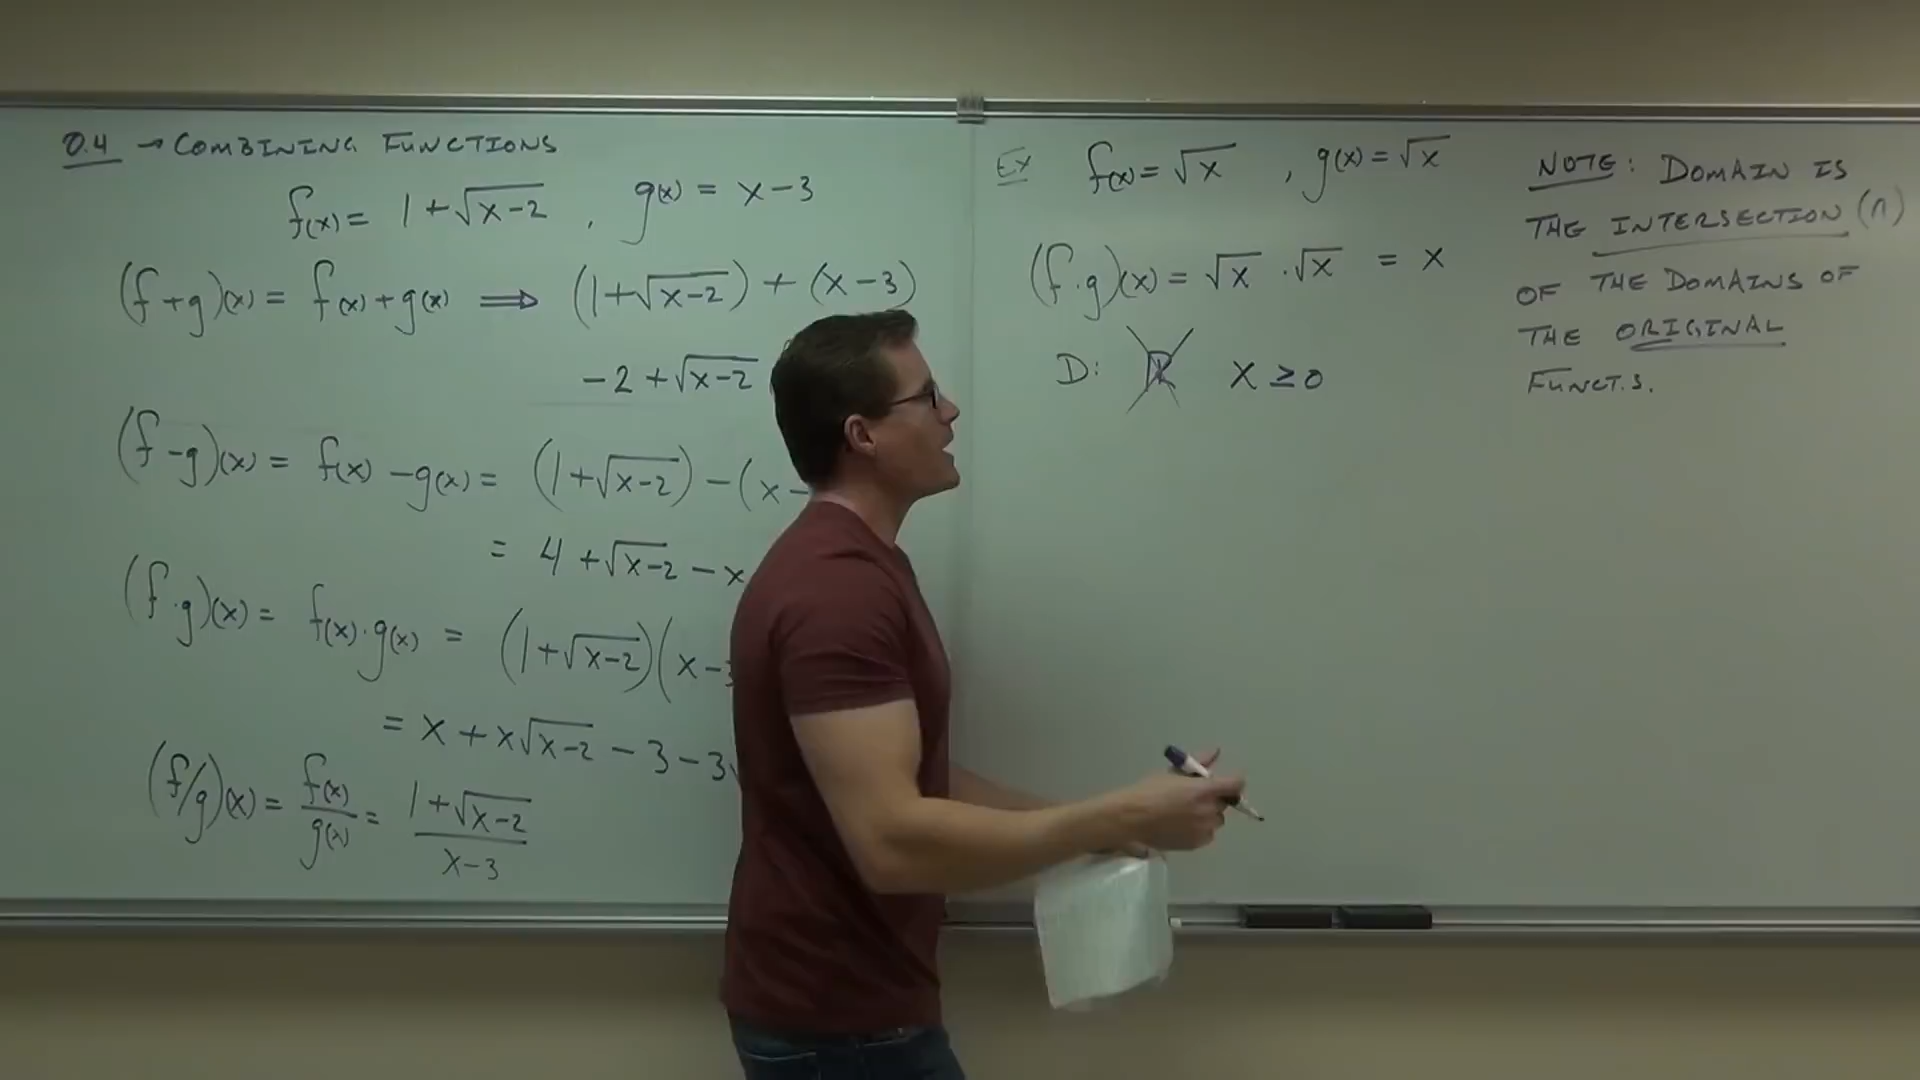 0.4 → COMBINING FUNCTIONS
f(x) = 1 + √x-2 , g(x) = x - 3
(f + g)(x) = f(x) + g(x) ⟹ (1 + √x-2) + (x - 3)
-2 + √x-2
(f - g)(x) = f(x) - g(x) = (1 + √x-2) - (x -
= 4 + √x-2 - x
(f · g)(x) = f(x) · g(x) = (1 + √x-2)(x - 3
= x + x√x-2 - 3 - 3√
(f/g)(x) = f(x)/g(x) = 1 + √x-2 / x - 3
Ex f(x) = √x , g(x) = √x
(f · g)(x) = √x · √x = x
D: ℝ x ≥ 0
NOTE: DOMAIN IS
THE INTERSECTION (∩)
OF THE DOMAINS OF
THE ORIGINAL
FUNCT.S.